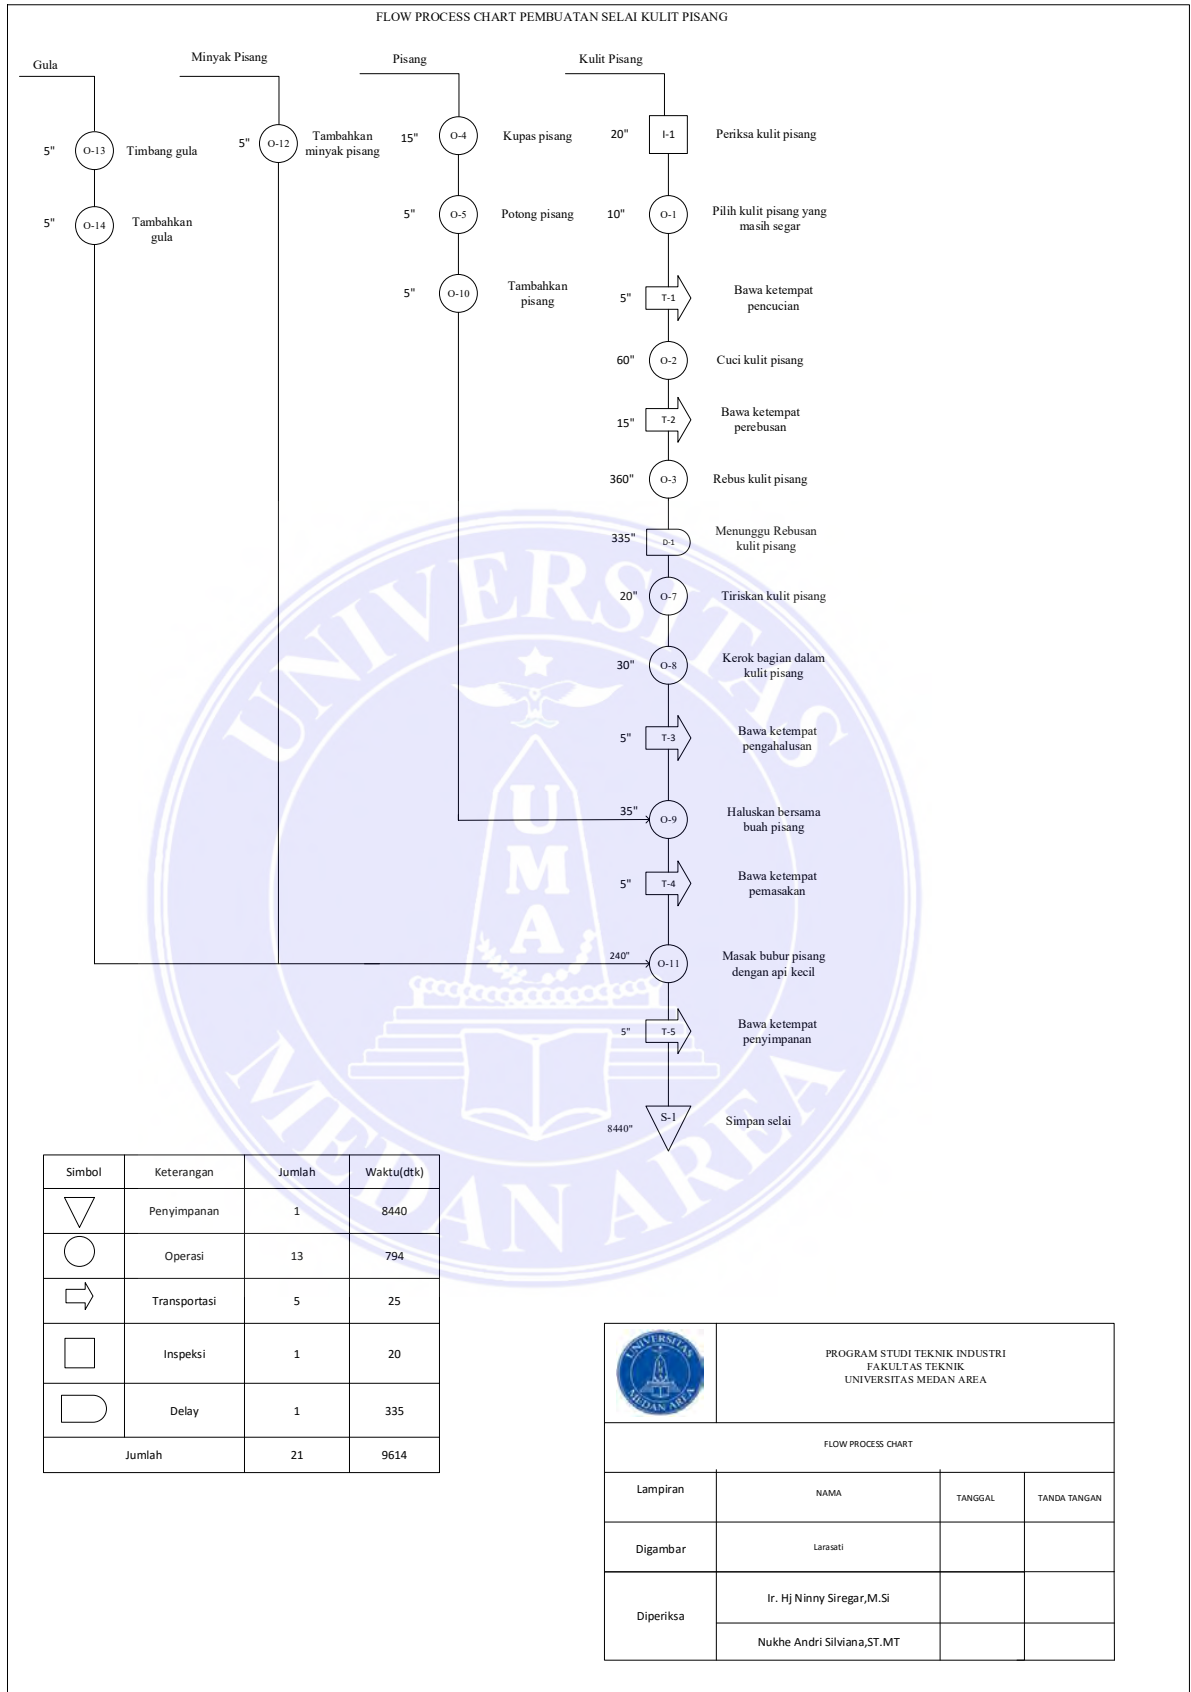 FLOW PROCESS CHART PEMBUATAN SELAI KULIT PISANG
Gula
Minyak Pisang
Pisang
Kulit Pisang
5" O-13 Timbang gula
5" O-14 Tambahkan
gula
5" O-12 Tambahkan
minyak pisang
15" O-4 Kupas pisang
5" O-5 Potong pisang
5" O-10 Tambahkan
pisang
20" I-1 Periksa kulit pisang
10" O-1 Pilih kulit pisang yang
masih segar
5" T-1 Bawa ketempat
pencucian
60" O-2 Cuci kulit pisang
15" T-2 Bawa ketempat
perebusan
360" O-3 Rebus kulit pisang
335" D-1 Menunggu Rebusan
kulit pisang
20" O-7 Tiriskan kulit pisang
30" O-8 Kerok bagian dalam
kulit pisang
5" T-3 Bawa ketempat
pengahalusan
35" O-9 Haluskan bersama
buah pisang
5" T-4 Bawa ketempat
pemasakan
240" O-11 Masak bubur pisang
dengan api kecil
5" T-5 Bawa ketempat
penyimpanan
8440" S-1 Simpan selai
UNIVERSITAS
MEDAN AREA
U
M
A
Simbol Keterangan Jumlah Waktu(dtk)
Penyimpanan 1 8440
Operasi 13 794
Transportasi 5 25
Inspeksi 1 20
Delay 1 335
Jumlah 21 9614
UNIVERSITAS
MEDAN AREA
PROGRAM STUDI TEKNIK INDUSTRI
FAKULTAS TEKNIK
UNIVERSITAS MEDAN AREA
FLOW PROCESS CHART
Lampiran NAMA TANGGAL TANDA TANGAN
Digambar Larasati
Diperiksa Ir. Hj Ninny Siregar,M.Si
Nukhe Andri Silviana,ST.MT